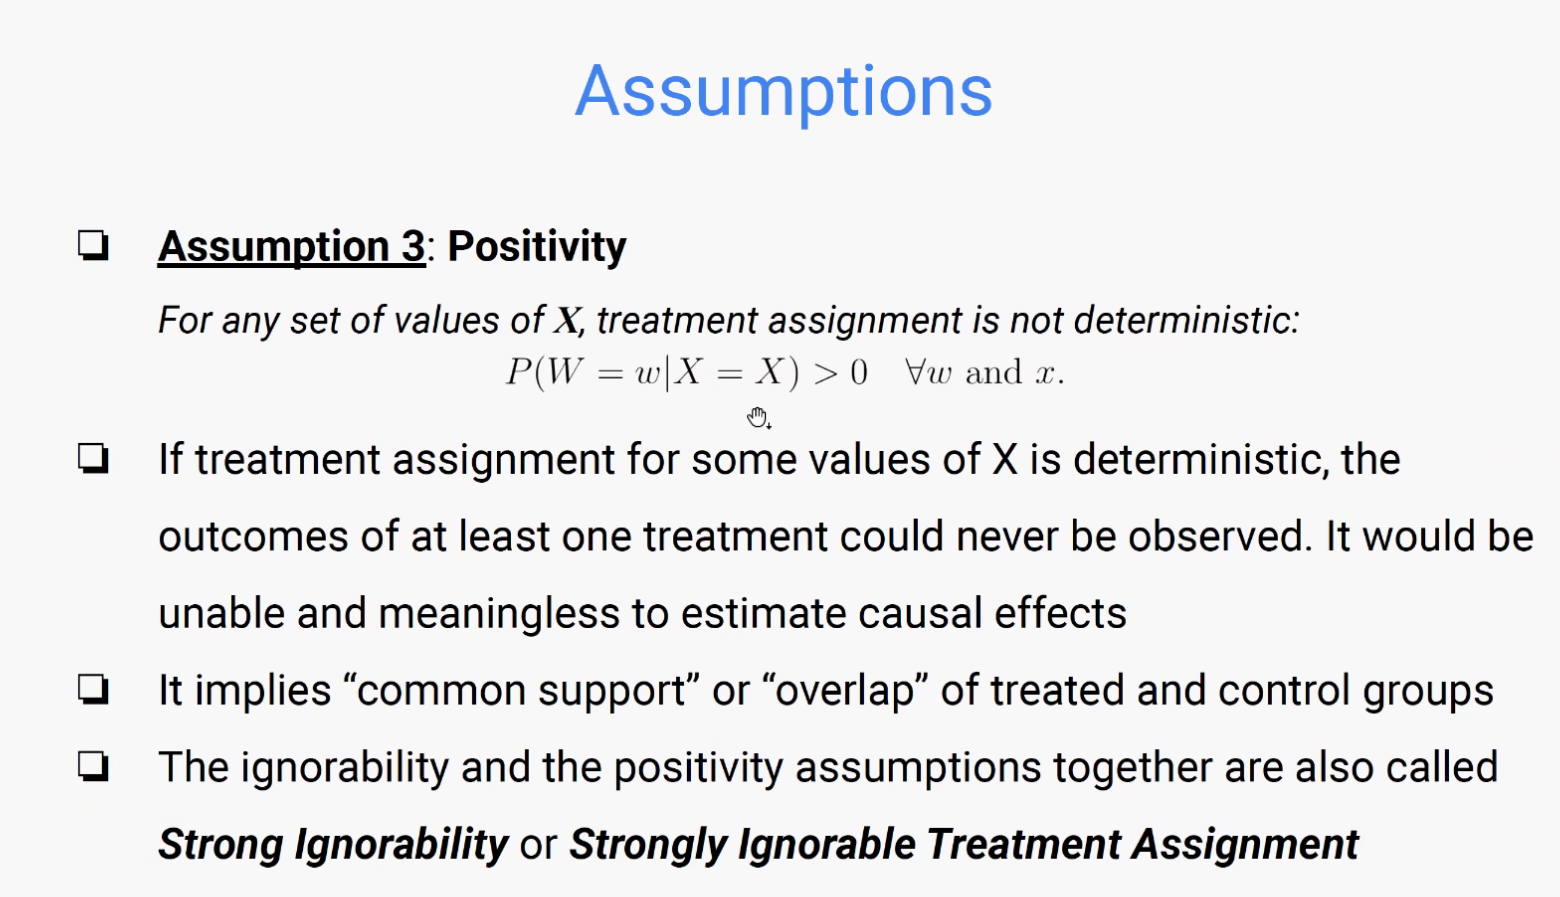 Assumptions
Assumption 3: Positivity
For any set of values of X, treatment assignment is not deterministic:
P(W = w|X = X) > 0 ∀w and x.
If treatment assignment for some values of X is deterministic, the
outcomes of at least one treatment could never be observed. It would be
unable and meaningless to estimate causal effects
It implies “common support” or “overlap” of treated and control groups
The ignorability and the positivity assumptions together are also called
Strong Ignorability or Strongly Ignorable Treatment Assignment